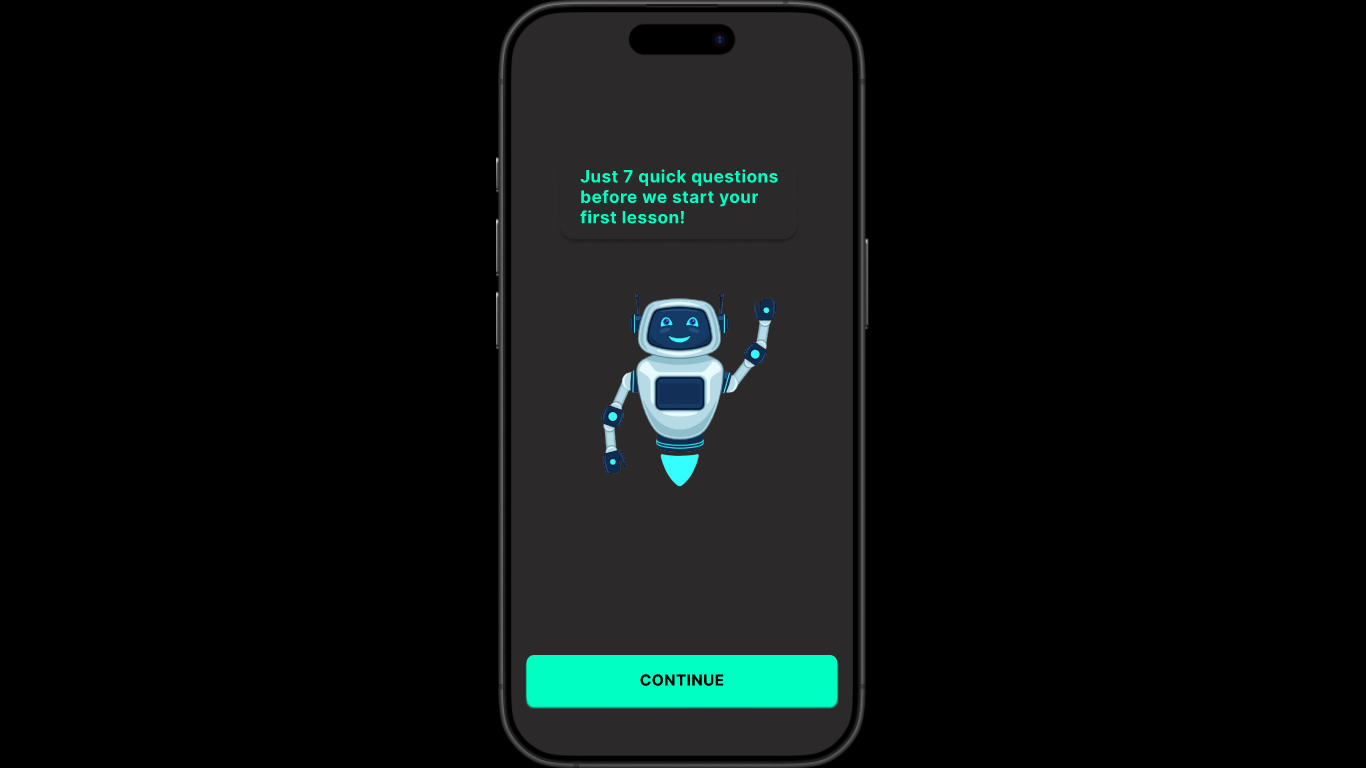 Just 7 quick questions
before we start your
first lesson!
CONTINUE